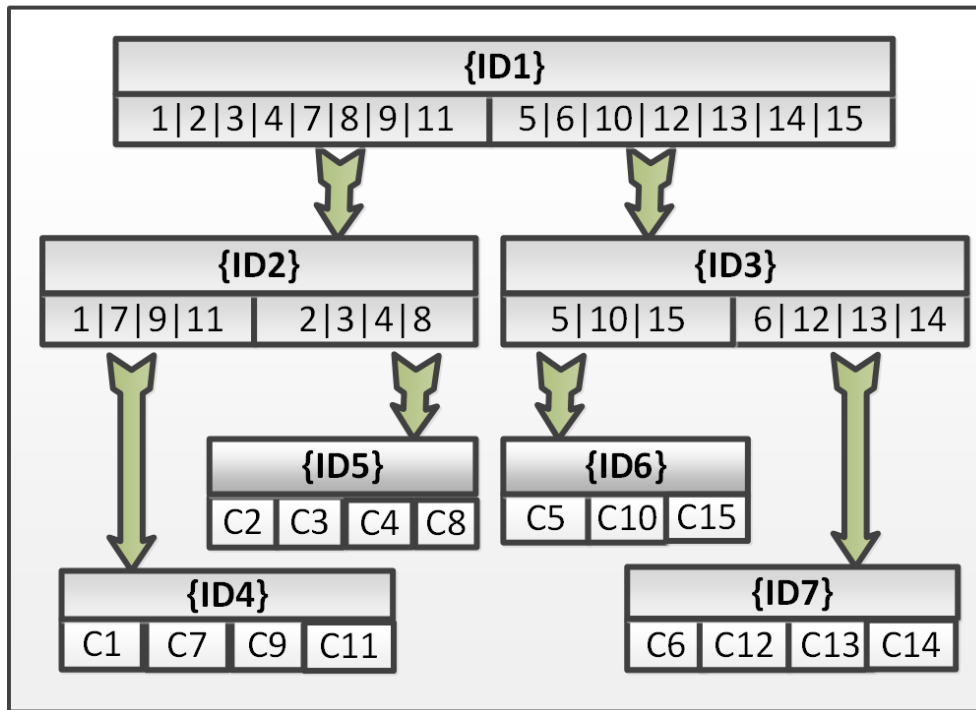 {ID1}
1|2|3|4|7|8|9|11 5|6|10|12|13|14|15
{ID2} {ID3}
1|7|9|11 2|3|4|8 5|10|15 6|12|13|14
{ID5} {ID6}
C2 C3 C4 C8 C5 C10 C15
{ID4} {ID7}
C1 C7 C9 C11 C6 C12 C13 C14